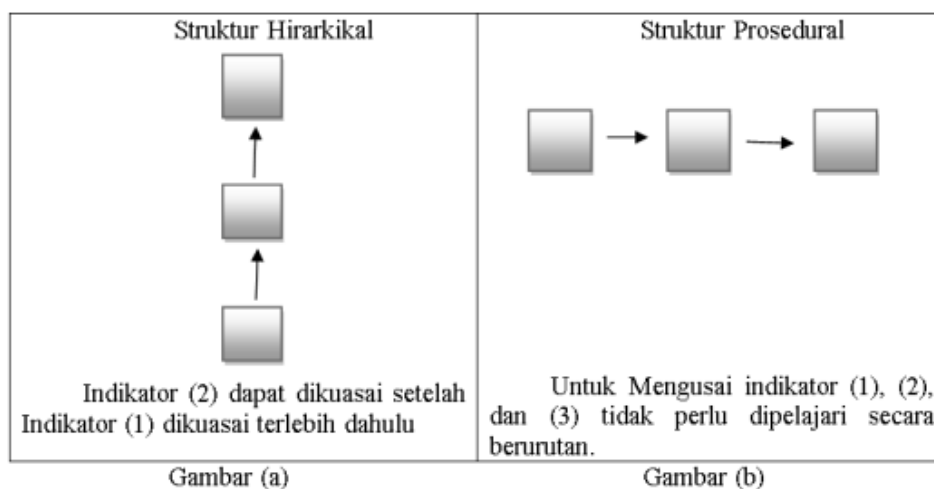 Struktur Hirarkikal
Indikator (2) dapat dikuasai setelah
Indikator (1) dikuasai terlebih dahulu
Struktur Prosedural
Untuk Mengusai indikator (1), (2),
dan (3) tidak perlu dipelajari secara
berurutan.
Gambar (a)
Gambar (b)